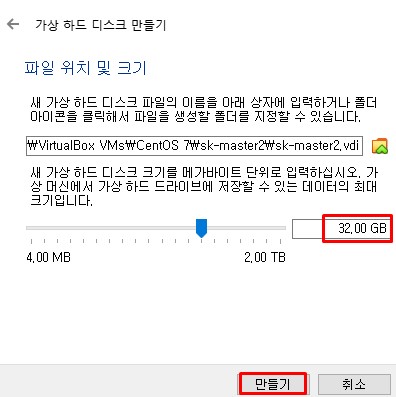 가상 하드 디스크 만들기
파일 위치 및 크기
새 가상 하드 디스크 파일의 이름을 아래 상자에 입력하거나 폴더
아이콘을 클릭해서 파일을 생성할 폴더를 지정할 수 있습니다.
₩VirtualBox VMs₩CentOS 7₩sk-master2₩sk-master2.vdi
새 가상 하드 디스크 크기를 메가바이트 단위로 입력하십시오. 가
상 머신에서 가상 하드 드라이브에 저장할 수 있는 데이터의 최대
크기입니다.
32,00 GB
4,00 MB 2,00 TB
만들기 취소